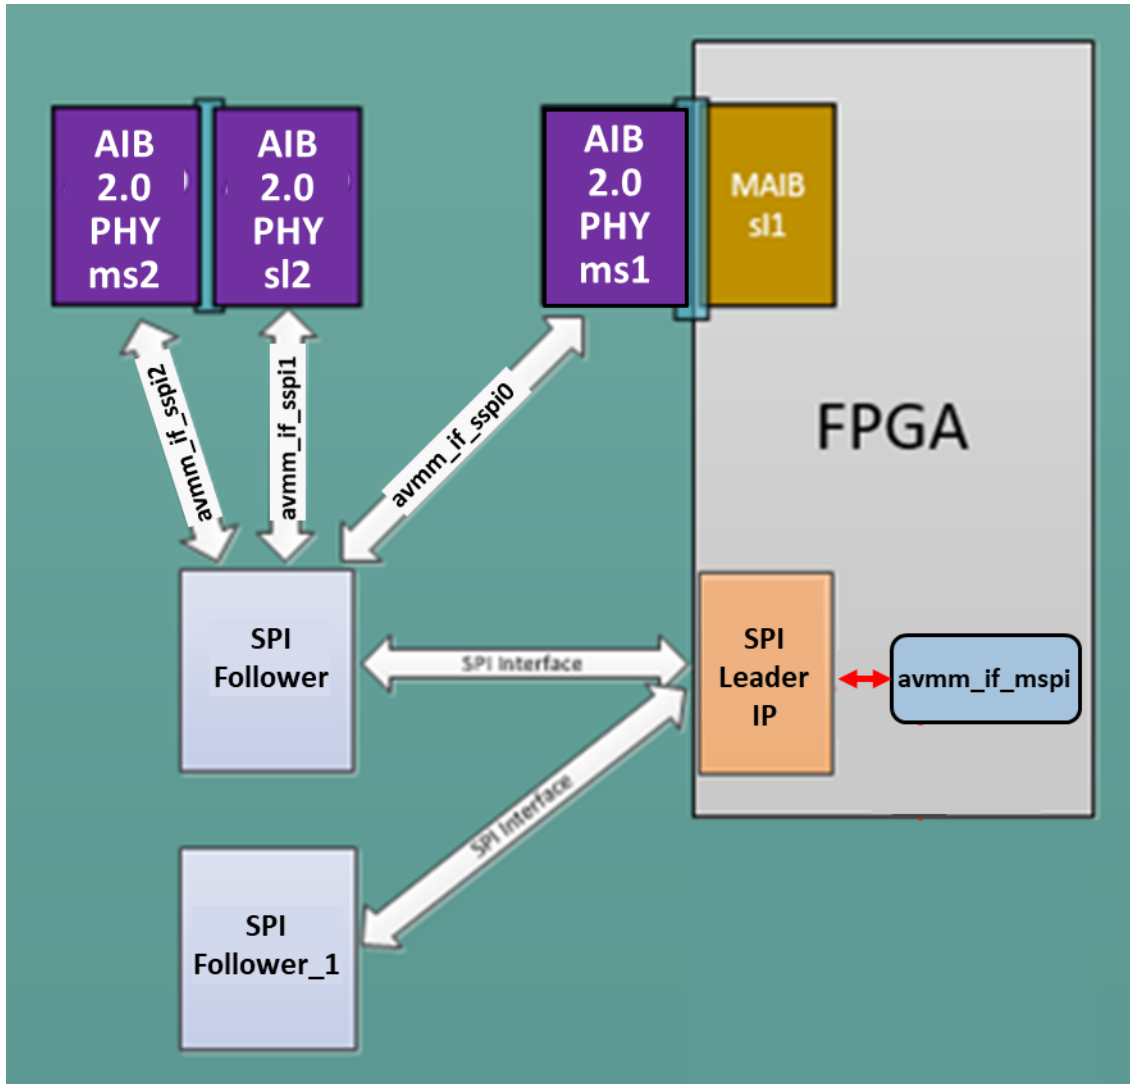 AIB
2.0
PHY
ms2
AIB
2.0
PHY
sl2
AIB
2.0
PHY
ms1
MAIB
sl1
FPGA
avmm_if_sspi2
avmm_if_sspi1
avmm_if_sspi0
SPI
Follower
SPI Interface
SPI
Leader
IP
avmm_if_mspi
SPI Interface
SPI
Follower_1